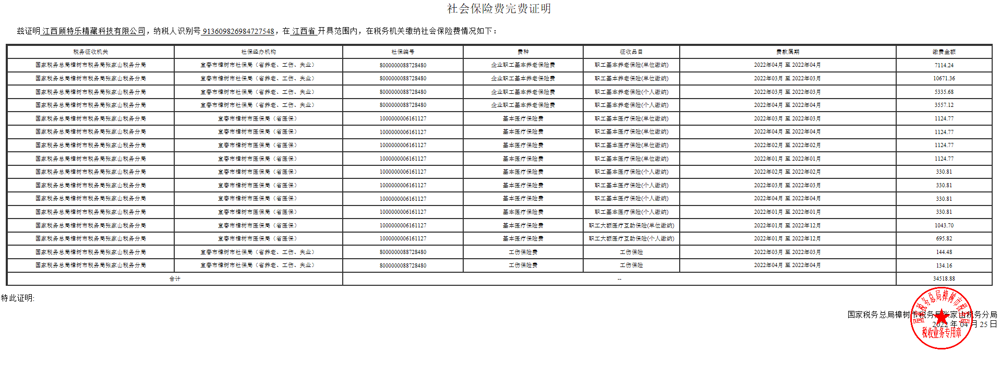 社会保险费完费证明
兹证明 江西顾特乐精藏科技有限公司，纳税人识别号 913609826984727548，在 江西省 开具范围内，在税务机关缴纳社会保险费情况如下：
税务征收机关 社保经办机构 社保编号 费种 征收品目 费款属期 缴费金额
国家税务总局樟树市税务局张家山税务分局 宜春市樟树市社保局（省养老、工伤、失业） 8000000088728480 企业职工基本养老保险费 职工基本养老保险(单位缴纳) 2022年04月 至 2022年04月 7114.24
国家税务总局樟树市税务局张家山税务分局 宜春市樟树市社保局（省养老、工伤、失业） 8000000088728480 企业职工基本养老保险费 职工基本养老保险(单位缴纳) 2022年03月 至 2022年03月 10671.36
国家税务总局樟树市税务局张家山税务分局 宜春市樟树市社保局（省养老、工伤、失业） 8000000088728480 企业职工基本养老保险费 职工基本养老保险(个人缴纳) 2022年03月 至 2022年03月 5335.68
国家税务总局樟树市税务局张家山税务分局 宜春市樟树市社保局（省养老、工伤、失业） 8000000088728480 企业职工基本养老保险费 职工基本养老保险(个人缴纳) 2022年04月 至 2022年04月 3557.12
国家税务总局樟树市税务局张家山税务分局 宜春市樟树市医保局（省医保） 1000000006161127 基本医疗保险费 职工基本医疗保险(单位缴纳) 2022年03月 至 2022年03月 1124.77
国家税务总局樟树市税务局张家山税务分局 宜春市樟树市医保局（省医保） 1000000006161127 基本医疗保险费 职工基本医疗保险(单位缴纳) 2022年04月 至 2022年04月 1124.77
国家税务总局樟树市税务局张家山税务分局 宜春市樟树市医保局（省医保） 1000000006161127 基本医疗保险费 职工基本医疗保险(单位缴纳) 2022年02月 至 2022年02月 1124.77
国家税务总局樟树市税务局张家山税务分局 宜春市樟树市医保局（省医保） 1000000006161127 基本医疗保险费 职工基本医疗保险(单位缴纳) 2022年01月 至 2022年01月 1124.77
国家税务总局樟树市税务局张家山税务分局 宜春市樟树市医保局（省医保） 1000000006161127 基本医疗保险费 职工基本医疗保险(个人缴纳) 2022年02月 至 2022年02月 330.81
国家税务总局樟树市税务局张家山税务分局 宜春市樟树市医保局（省医保） 1000000006161127 基本医疗保险费 职工基本医疗保险(个人缴纳) 2022年03月 至 2022年03月 330.81
国家税务总局樟树市税务局张家山税务分局 宜春市樟树市医保局（省医保） 1000000006161127 基本医疗保险费 职工基本医疗保险(个人缴纳) 2022年04月 至 2022年04月 330.81
国家税务总局樟树市税务局张家山税务分局 宜春市樟树市医保局（省医保） 1000000006161127 基本医疗保险费 职工基本医疗保险(个人缴纳) 2022年01月 至 2022年01月 330.81
国家税务总局樟树市税务局张家山税务分局 宜春市樟树市医保局（省医保） 1000000006161127 基本医疗保险费 职工大额医疗互助保险(单位缴纳) 2022年01月 至 2022年12月 1043.70
国家税务总局樟树市税务局张家山税务分局 宜春市樟树市医保局（省医保） 1000000006161127 基本医疗保险费 职工大额医疗互助保险(个人缴纳) 2022年01月 至 2022年12月 695.82
国家税务总局樟树市税务局张家山税务分局 宜春市樟树市社保局（省养老、工伤、失业） 8000000088728480 工伤保险费 工伤保险 2022年03月 至 2022年03月 144.48
国家税务总局樟树市税务局张家山税务分局 宜春市樟树市社保局（省养老、工伤、失业） 8000000088728480 工伤保险费 工伤保险 2022年04月 至 2022年04月 134.16
合计 -- 34518.88
特此证明:
国家税务总局樟树市税务局张家山税务分局
2022 年 04 月 25 日
国家税务总局樟树市税务局
税收业务专用章